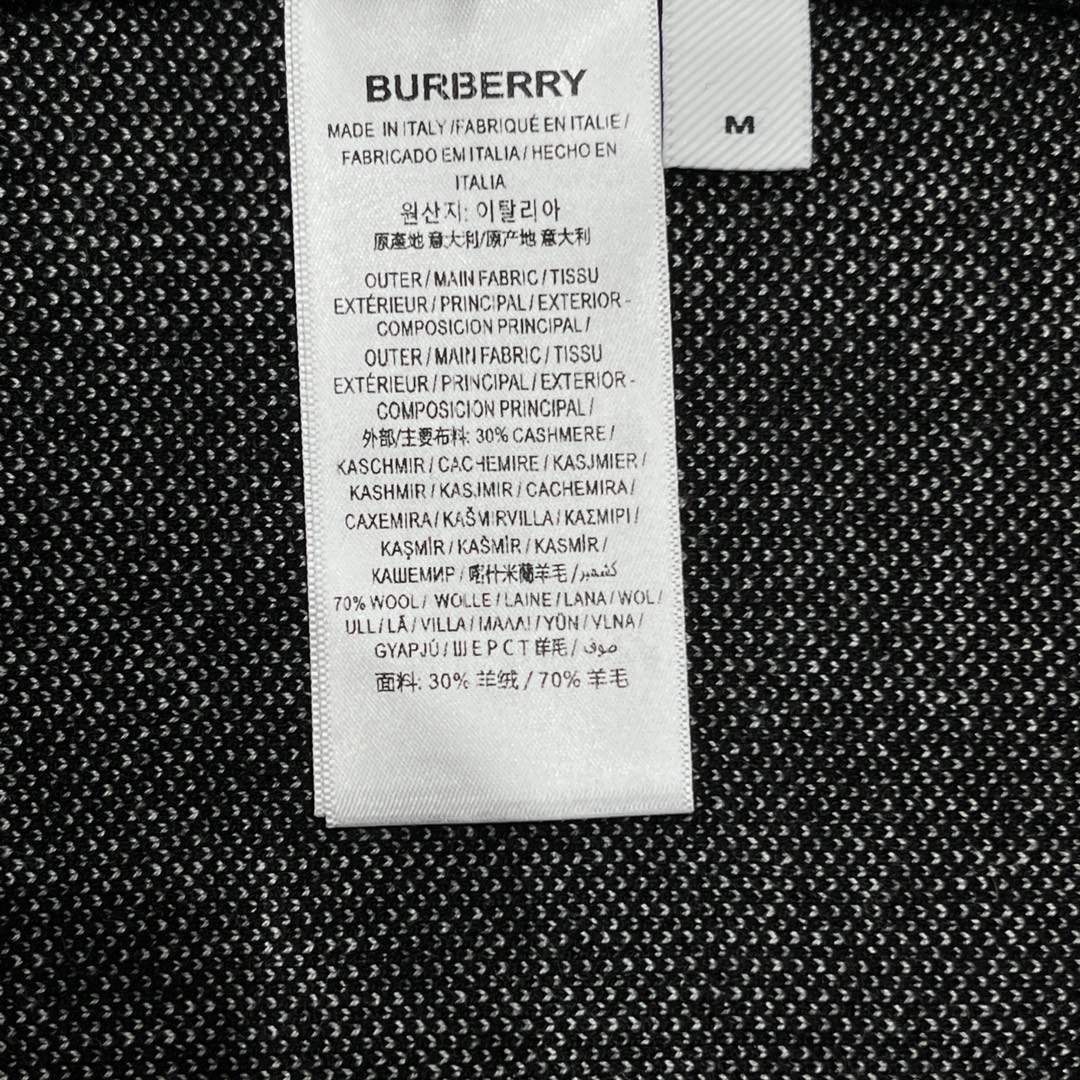 BURBERRY
MADE IN ITALY/FABRIQUÉ EN ITALIE/
FABRICADO EM ITALIA/HECHO EN
ITALIA
원산지: 이탈리아
原產地 意大利/原产地 意大利
OUTER/MAIN FABRIC/TISSU
EXTÉRIEUR/PRINCIPAL/EXTERIOR-
COMPOSICION PRINCIPAL/
OUTER/MAIN FABRIC/TISSU
EXTÉRIEUR/PRINCIPAL/EXTERIOR-
COMPOSICIÓN PRINCIPAL/
外部/主要布料: 30% CASHMERE/
KASCHMIR/CACHEMIRE/KASJMIER/
KASHMIR/KASJMIR/CACHEMIRA/
CAXEMIRA/KAŠMIRVILLA/ΚΑΣΜΙΡΙ/
KAŞMİR/KAŠMÍR/KASMÍR/
КАШЕМИР/喀什米蘭羊毛/كشمير
70% WOOL/ WOLLE/LAINE/LANA/WOL/
ULL/LÃ/VILLA/ΜΑΛΛΙ/YÜN/VLNA/
GYAPJÚ/Ш Е Р С Т 羊毛/ صوف
面料: 30% 羊绒/70% 羊毛
M